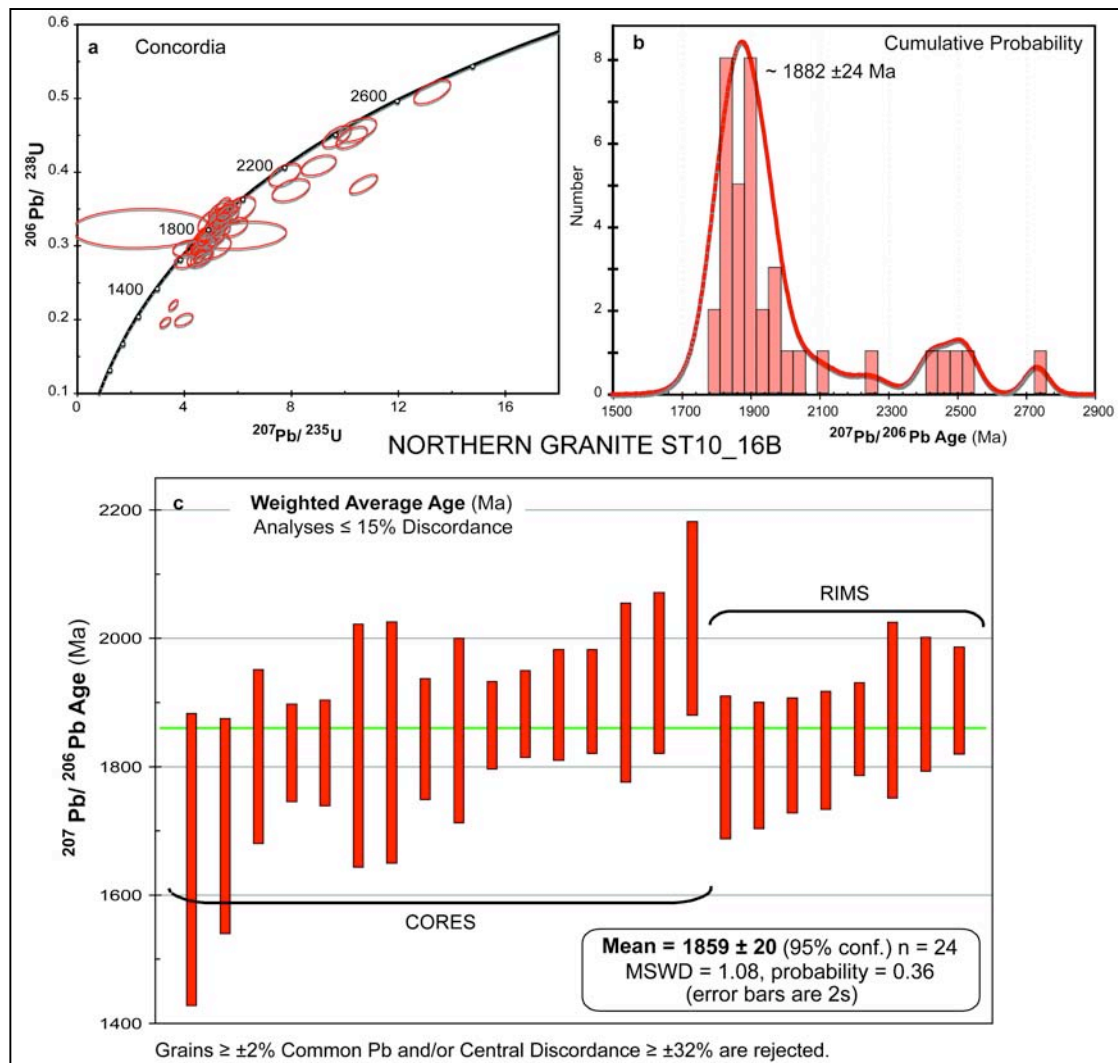 a Concordia
0.6
0.5
0.4
0.3
0.2
0.1
206Pb/ 238U
2600
2200
1800
1400
0 4 8 12 16
207Pb/ 235U
b Cumulative Probability
~ 1882 ±24 Ma
8
6
4
2
0
Number
1500 1700 1900 2100 2300 2500 2700 2900
207Pb/ 206Pb Age (Ma)
NORTHERN GRANITE ST10_16B
c Weighted Average Age (Ma)
Analyses ≤ 15% Discordance
2200
2000
1800
1600
1400
207Pb/ 206Pb Age (Ma)
RIMS
CORES
Mean = 1859 ± 20 (95% conf.) n = 24
MSWD = 1.08, probability = 0.36
(error bars are 2s)
Grains ≥ ±2% Common Pb and/or Central Discordance ≥ ±32% are rejected.